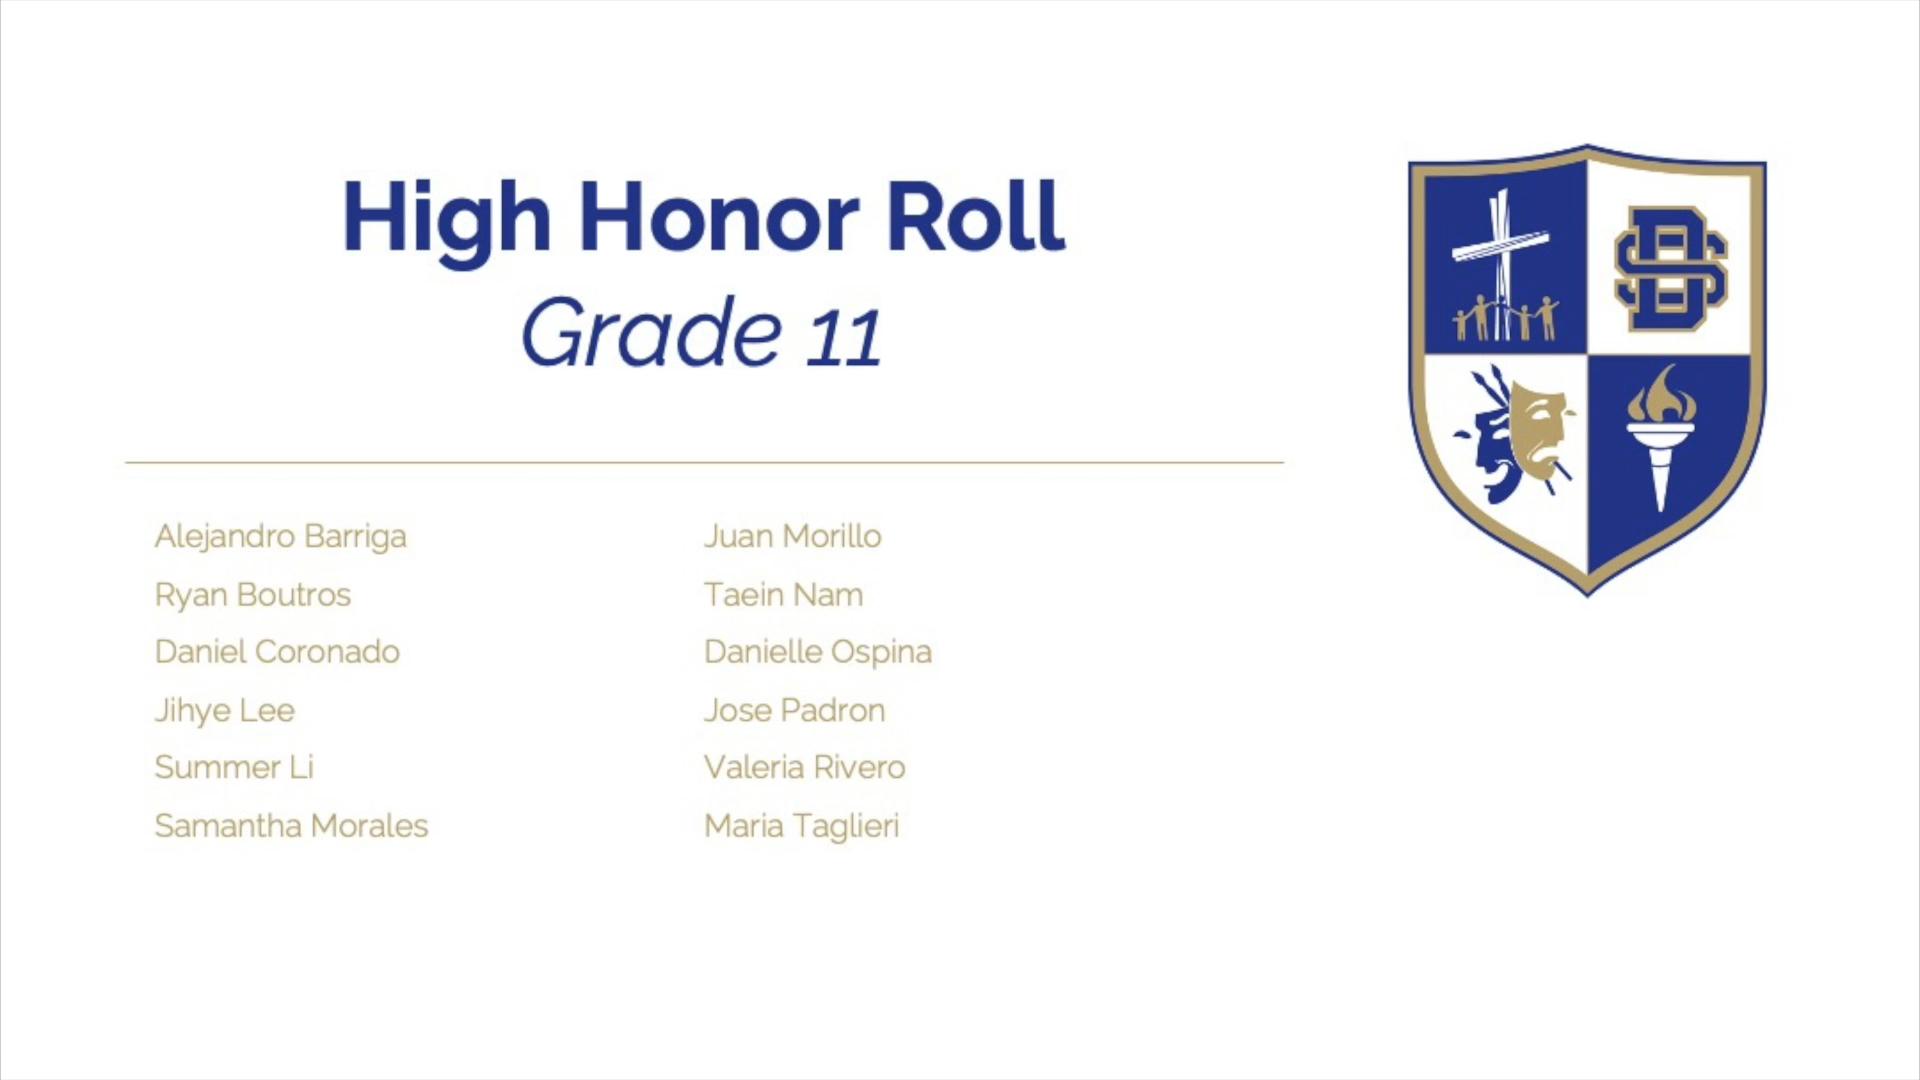 High Honor Roll
Grade 11
Alejandro Barriga
Ryan Boutros
Daniel Coronado
Jihye Lee
Summer Li
Samantha Morales
Juan Morillo
Taein Nam
Danielle Ospina
Jose Padron
Valeria Rivero
Maria Taglieri
DS